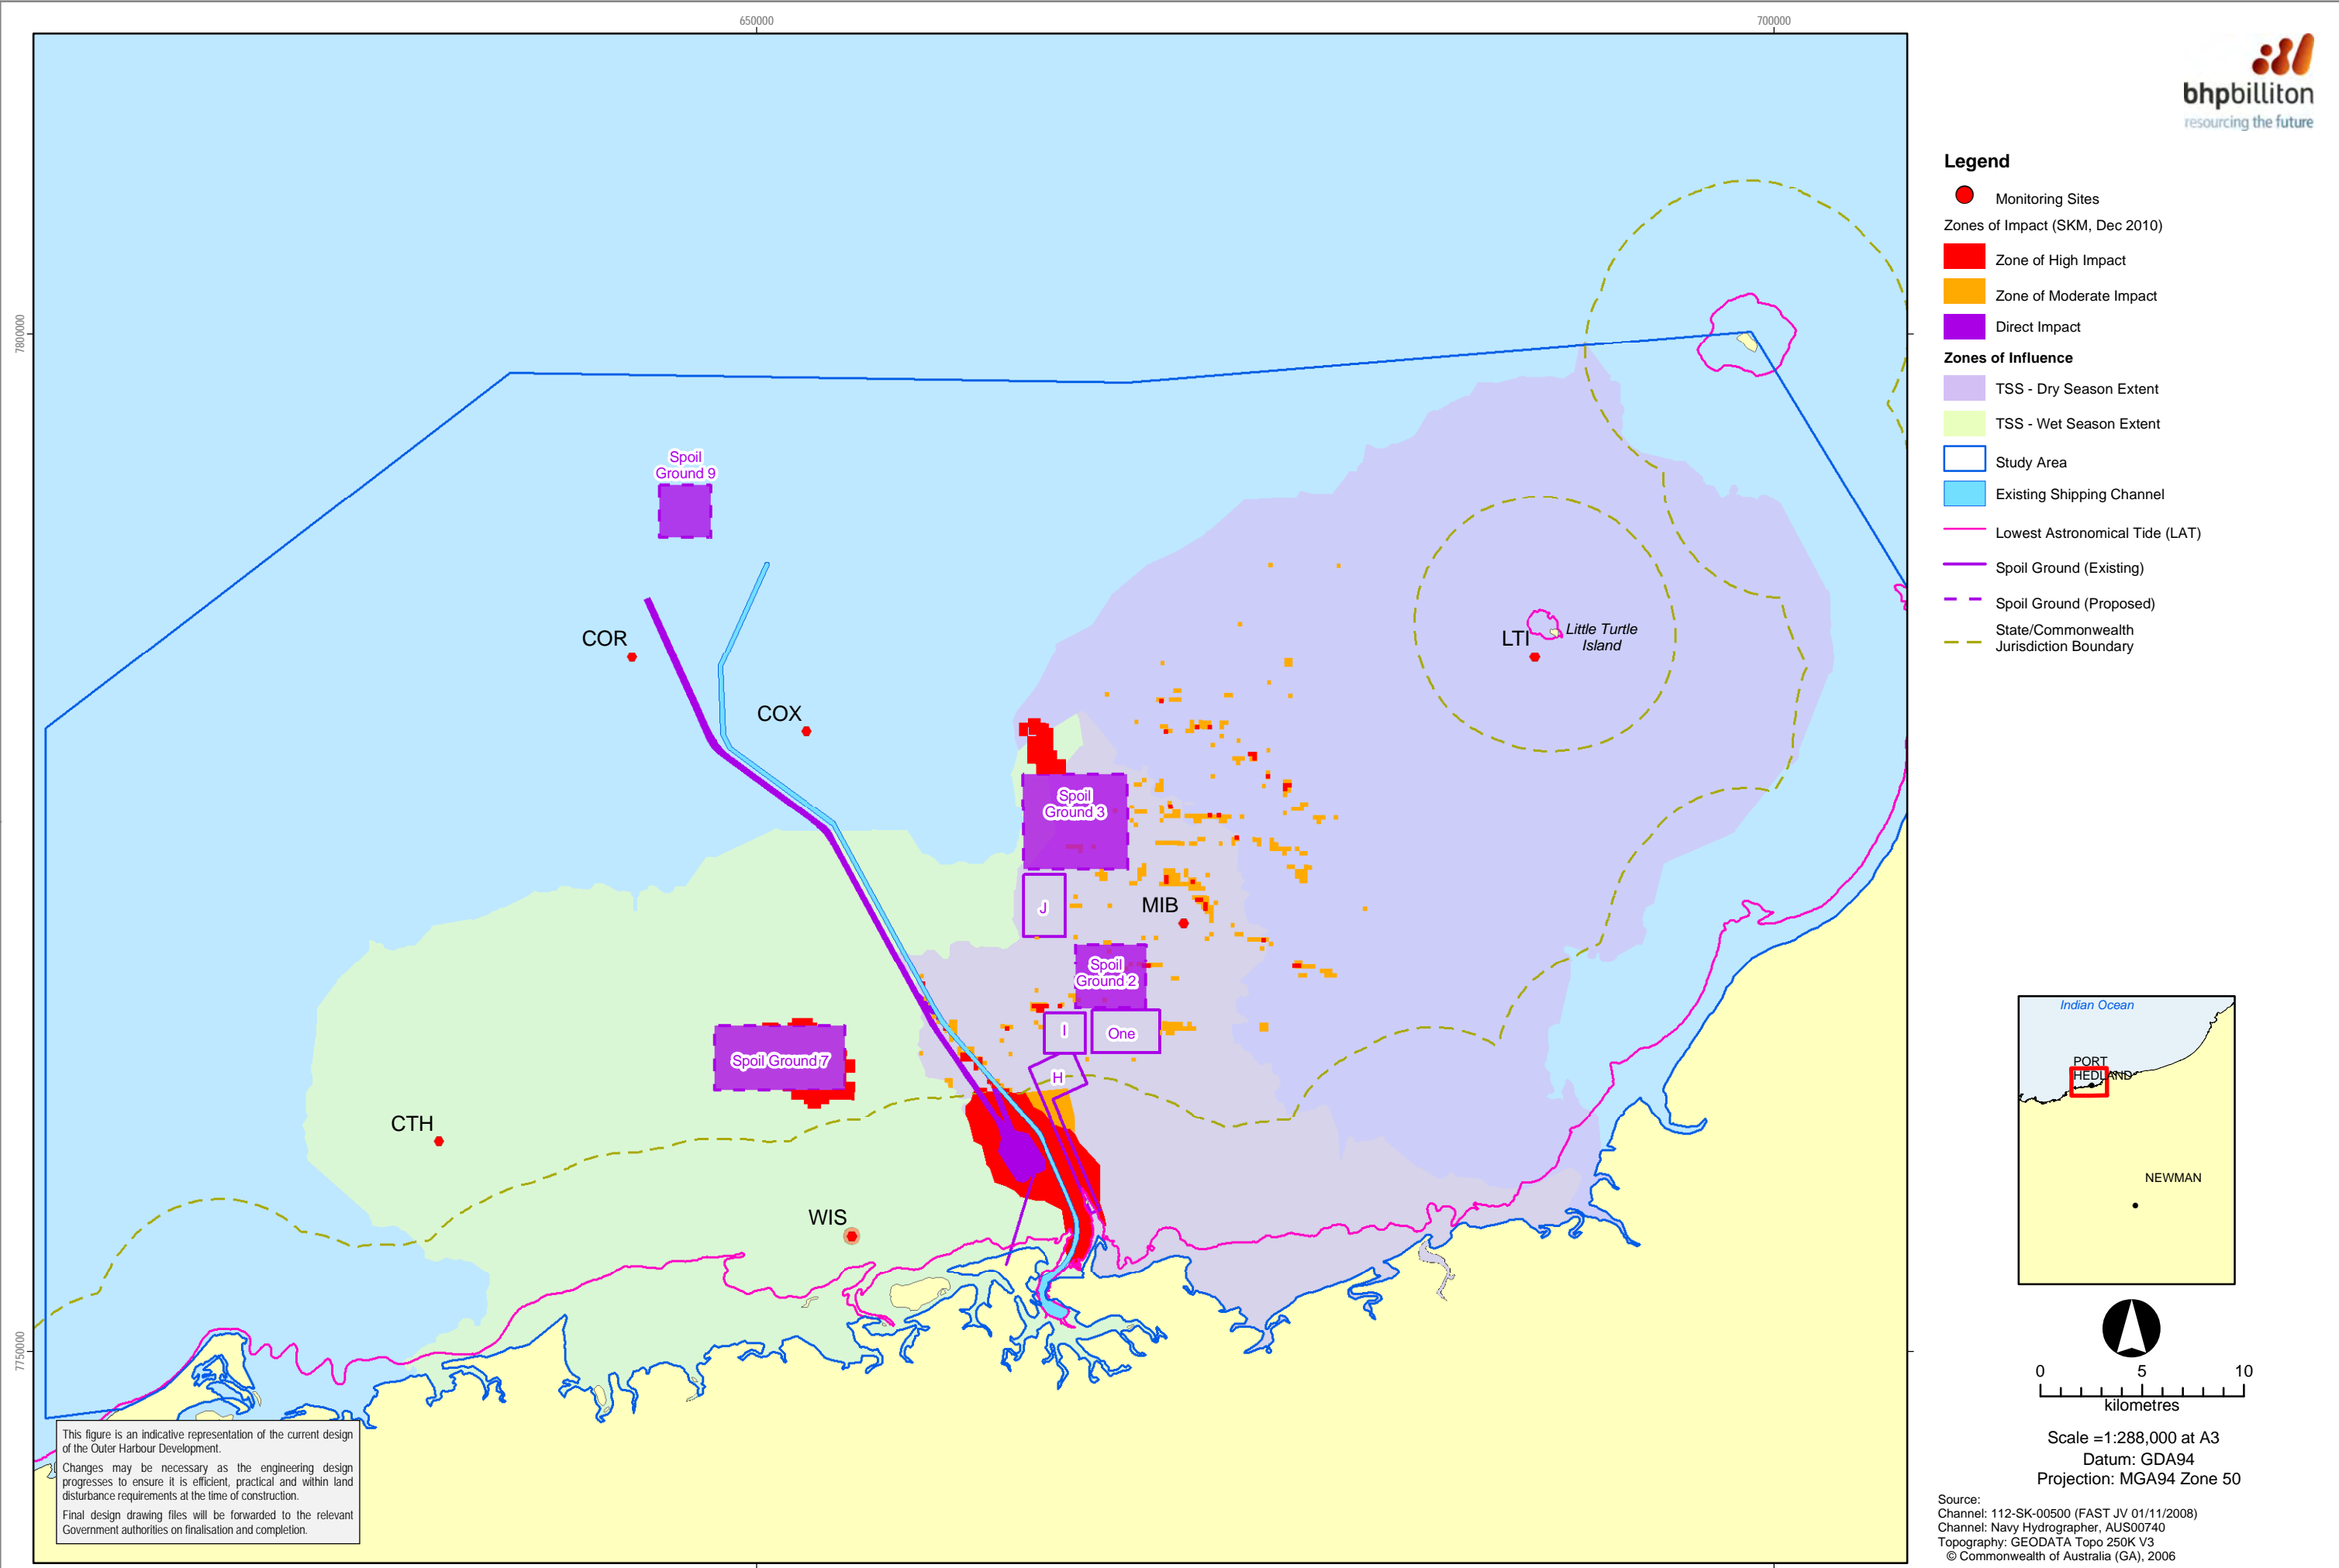 650000
700000
7800000
7750000
bhpbilliton
resourcing the future
Legend
Monitoring Sites
Zones of Impact (SKM, Dec 2010)
Zone of High Impact
Zone of Moderate Impact
Direct Impact
Zones of Influence
TSS - Dry Season Extent
TSS - Wet Season Extent
Study Area
Existing Shipping Channel
Lowest Astronomical Tide (LAT)
Spoil Ground (Existing)
Spoil Ground (Proposed)
State/Commonwealth
Jurisdiction Boundary
Spoil
Ground 9
COR
COX
LTI
Little Turtle
Island
Spoil
Ground 3
J
MIB
Spoil
Ground 2
I
One
H
Spoil Ground 7
CTH
WIS
Indian Ocean
PORT
HEDLAND
NEWMAN
0 5 10
kilometres
Scale =1:288,000 at A3
Datum: GDA94
Projection: MGA94 Zone 50
Source:
Channel: 112-SK-00500 (FAST JV 01/11/2008)
Channel: Navy Hydrographer, AUS00740
Topography: GEODATA Topo 250K V3
© Commonwealth of Australia (GA), 2006
This figure is an indicative representation of the current design
of the Outer Harbour Development.
Changes may be necessary as the engineering design
progresses to ensure it is efficient, practical and within land
disturbance requirements at the time of construction.
Final design drawing files will be forwarded to the relevant
Government authorities on finalisation and completion.